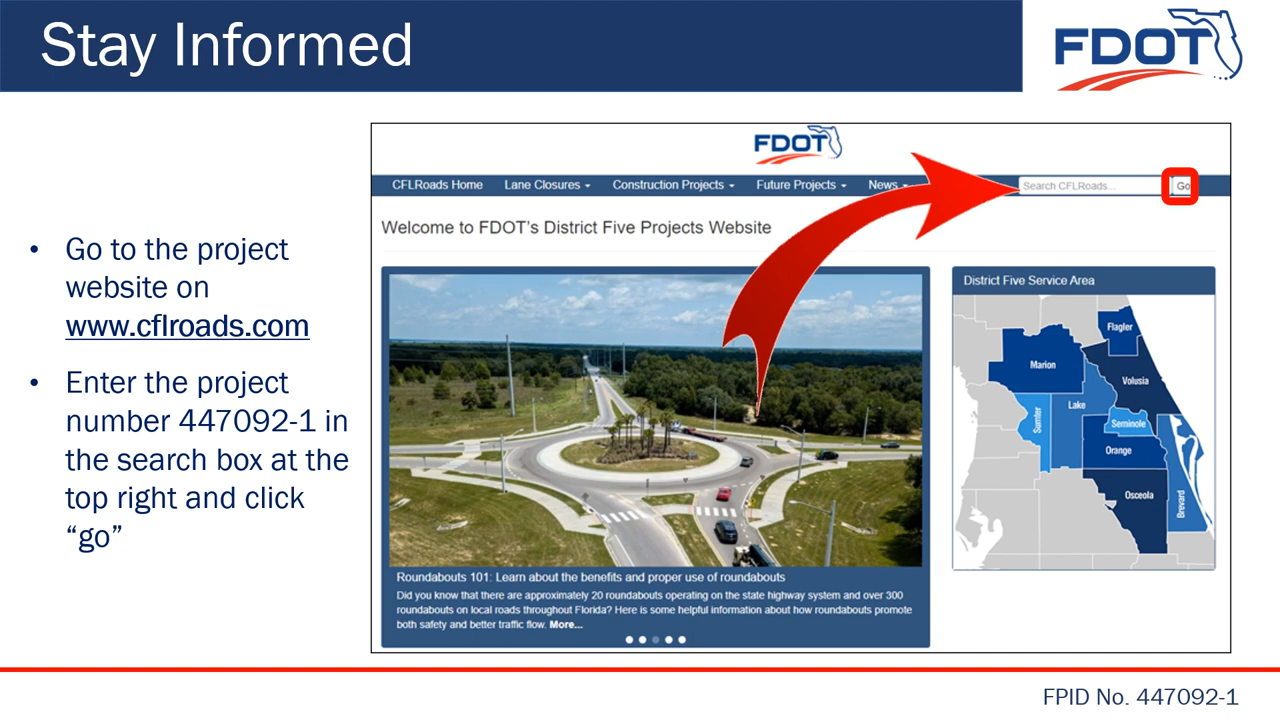 Stay Informed
FDOT
• Go to the project
website on
www.cflroads.com
• Enter the project
number 447092-1 in
the search box at the
top right and click
“go”
FDOT
CFLRoads Home Lane Closures Construction Projects Future Projects News Search CFLRoads... Go
Welcome to FDOT's District Five Projects Website
Roundabouts 101: Learn about the benefits and proper use of roundabouts
Did you know that there are approximately 20 roundabouts operating on the state highway system and over 300
roundabouts on local roads throughout Florida? Here is some helpful information about how roundabouts promote
both safety and better traffic flow. More...
District Five Service Area
Flagler
Marion
Volusia
Lake
Sumter
Seminole
Orange
Osceola
Brevard
FPID No. 447092-1